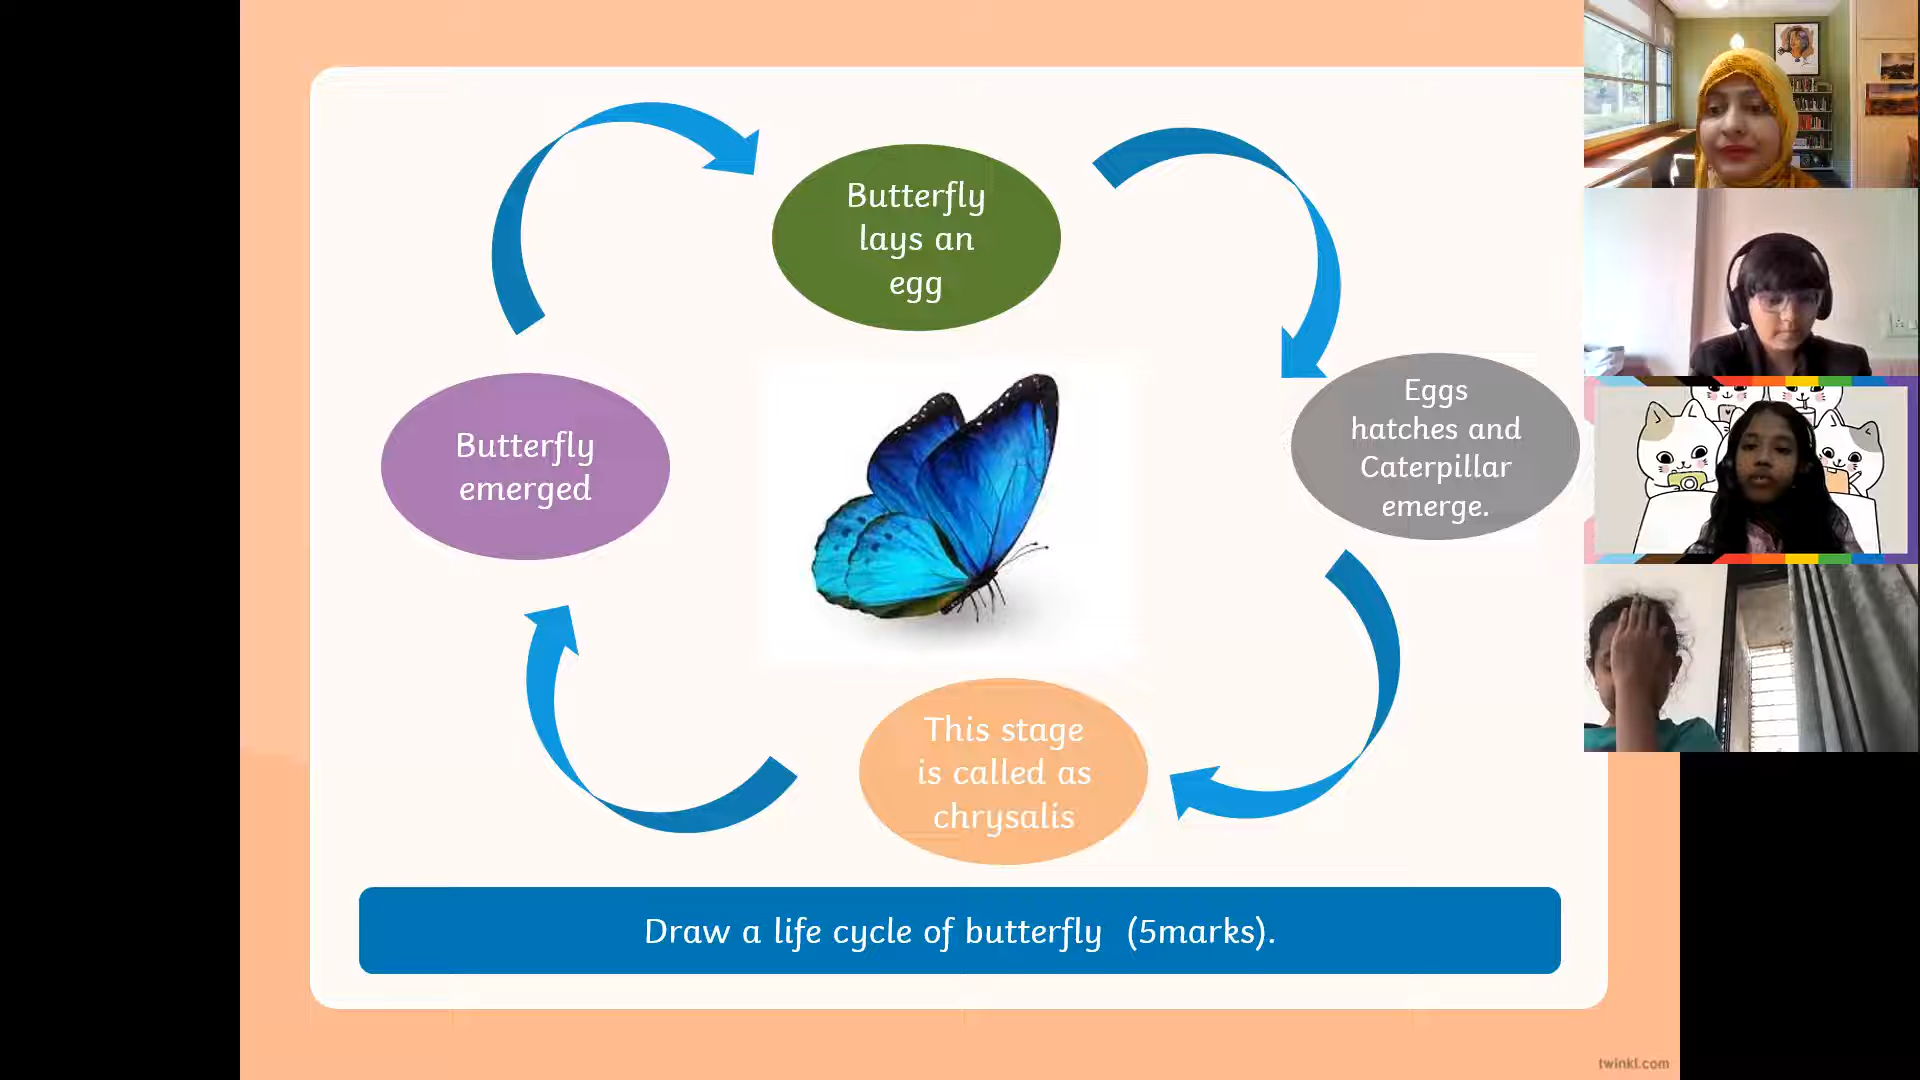 Butterfly
lays an
egg
Eggs
hatches and
Caterpillar
emerge.
This stage
is called as
chrysalis
Butterfly
emerged
Draw a life cycle of butterfly (5marks).
twinkl.com